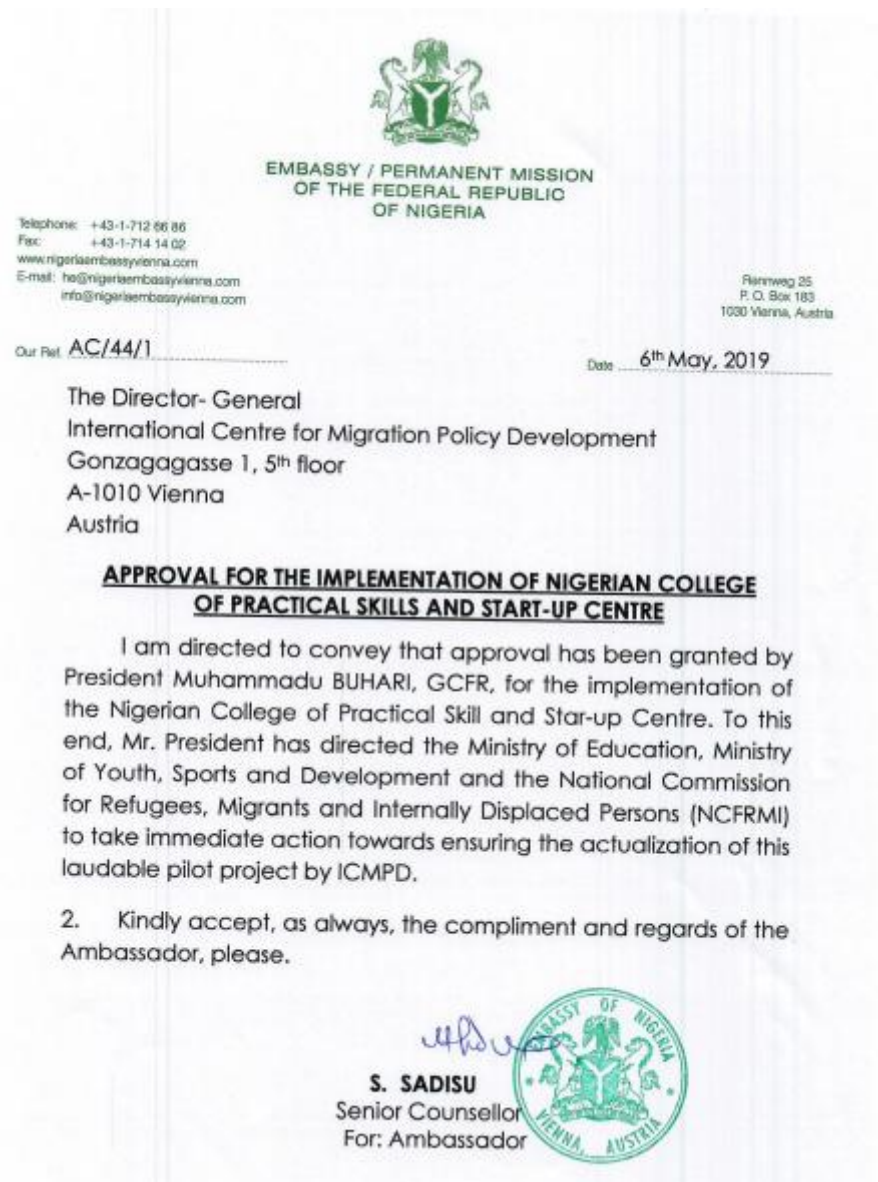 EMBASSY / PERMANENT MISSION
OF THE FEDERAL REPUBLIC
OF NIGERIA
Telephone: +43-1-712 66 86
Fax: +43-1-714 14 02
www.nigeriaembassyvienna.com
E-mail: he@nigeriaembassyvienna.com
info@nigeriaembassyvienna.com
Rennweg 25
P. O. Box 183
1030 Vienna, Austria
Our Ref. AC/44/1
Date 6th May, 2019
The Director- General
International Centre for Migration Policy Development
Gonzagagasse 1, 5th floor
A-1010 Vienna
Austria
APPROVAL FOR THE IMPLEMENTATION OF NIGERIAN COLLEGE
OF PRACTICAL SKILLS AND START-UP CENTRE
I am directed to convey that approval has been granted by
President Muhammadu BUHARI, GCFR, for the implementation of
the Nigerian College of Practical Skill and Star-up Centre. To this
end, Mr. President has directed the Ministry of Education, Ministry
of Youth, Sports and Development and the National Commission
for Refugees, Migrants and Internally Displaced Persons (NCFRMI)
to take immediate action towards ensuring the actualization of this
laudable pilot project by ICMPD.
2. Kindly accept, as always, the compliment and regards of the
Ambassador, please.
S. SADISU
Senior Counsellor
For: Ambassador
EMBASSY OF NIGERIA
VIENNA, AUSTRIA